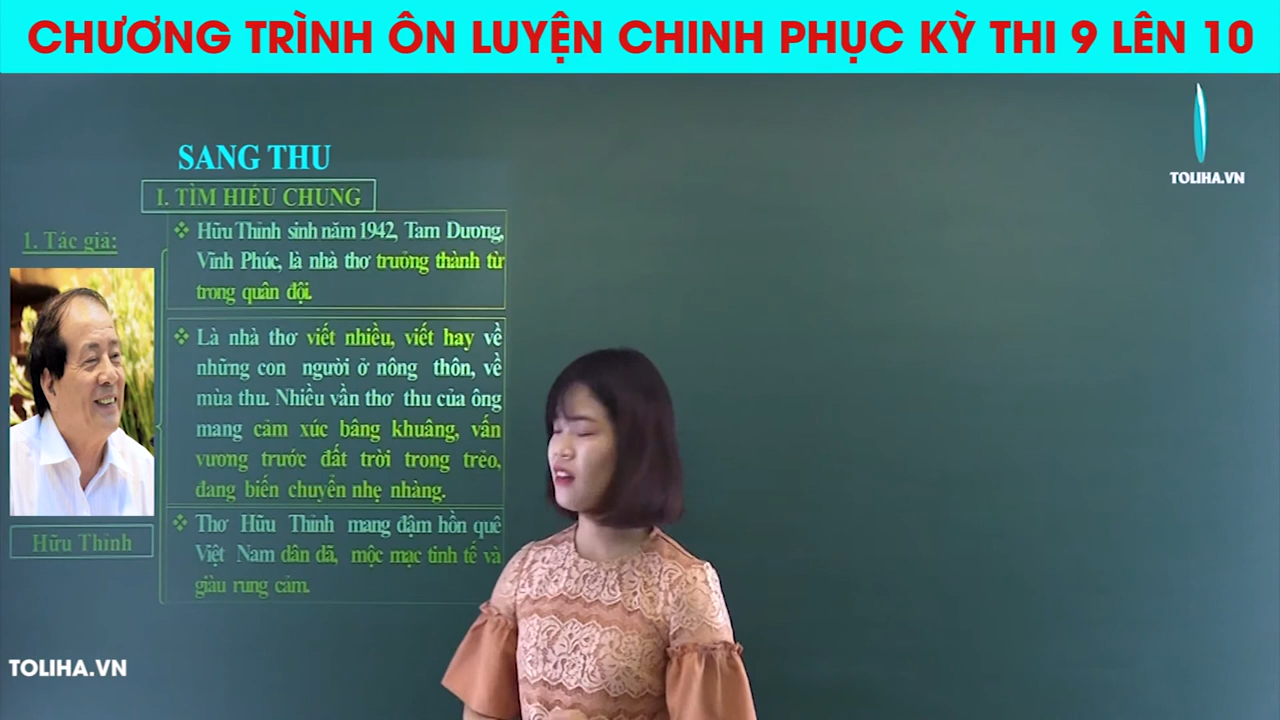 CHƯƠNG TRÌNH ÔN LUYỆN CHINH PHỤC KỲ THI 9 LÊN 10
TOLIHA.VN
SANG THU
I. TÌM HIỂU CHUNG
1. Tác giả:
❖ Hữu Thỉnh sinh năm 1942, Tam Dương,
Vĩnh Phúc, là nhà thơ trưởng thành từ
trong quân đội.
❖ Là nhà thơ viết nhiều, viết hay về
những con người ở nông thôn, về
mùa thu. Nhiều vần thơ thu của ông
mang cảm xúc bâng khuâng, vấn
vương trước đất trời trong trẻo,
đang biến chuyển nhẹ nhàng.
❖ Thơ Hữu Thỉnh mang đậm hồn quê
Việt Nam dân dã, mộc mạc tinh tế và
giàu rung cảm.
Hữu Thỉnh
TOLIHA.VN